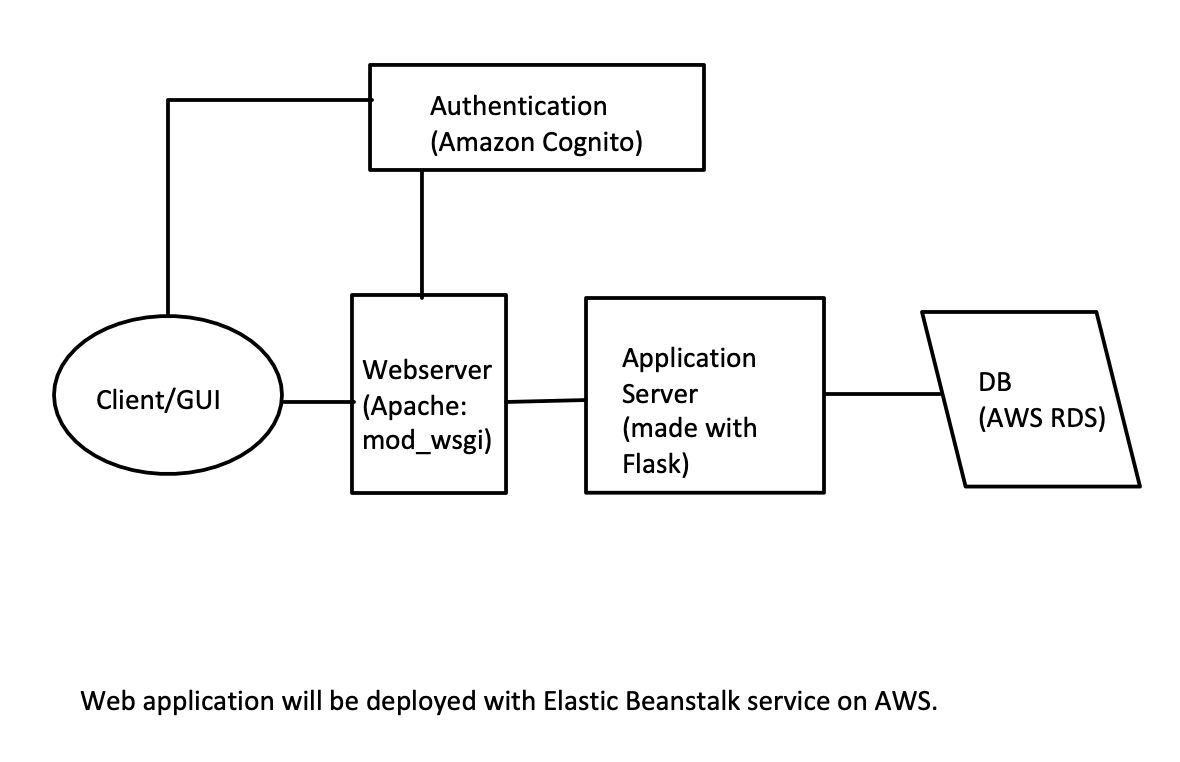 Authentication
(Amazon Cognito)
Client/GUI
Webserver
(Apache:
mod_wsgi)
Application
Server
(made with
Flask)
DB
(AWS RDS)
Web application will be deployed with Elastic Beanstalk service on AWS.